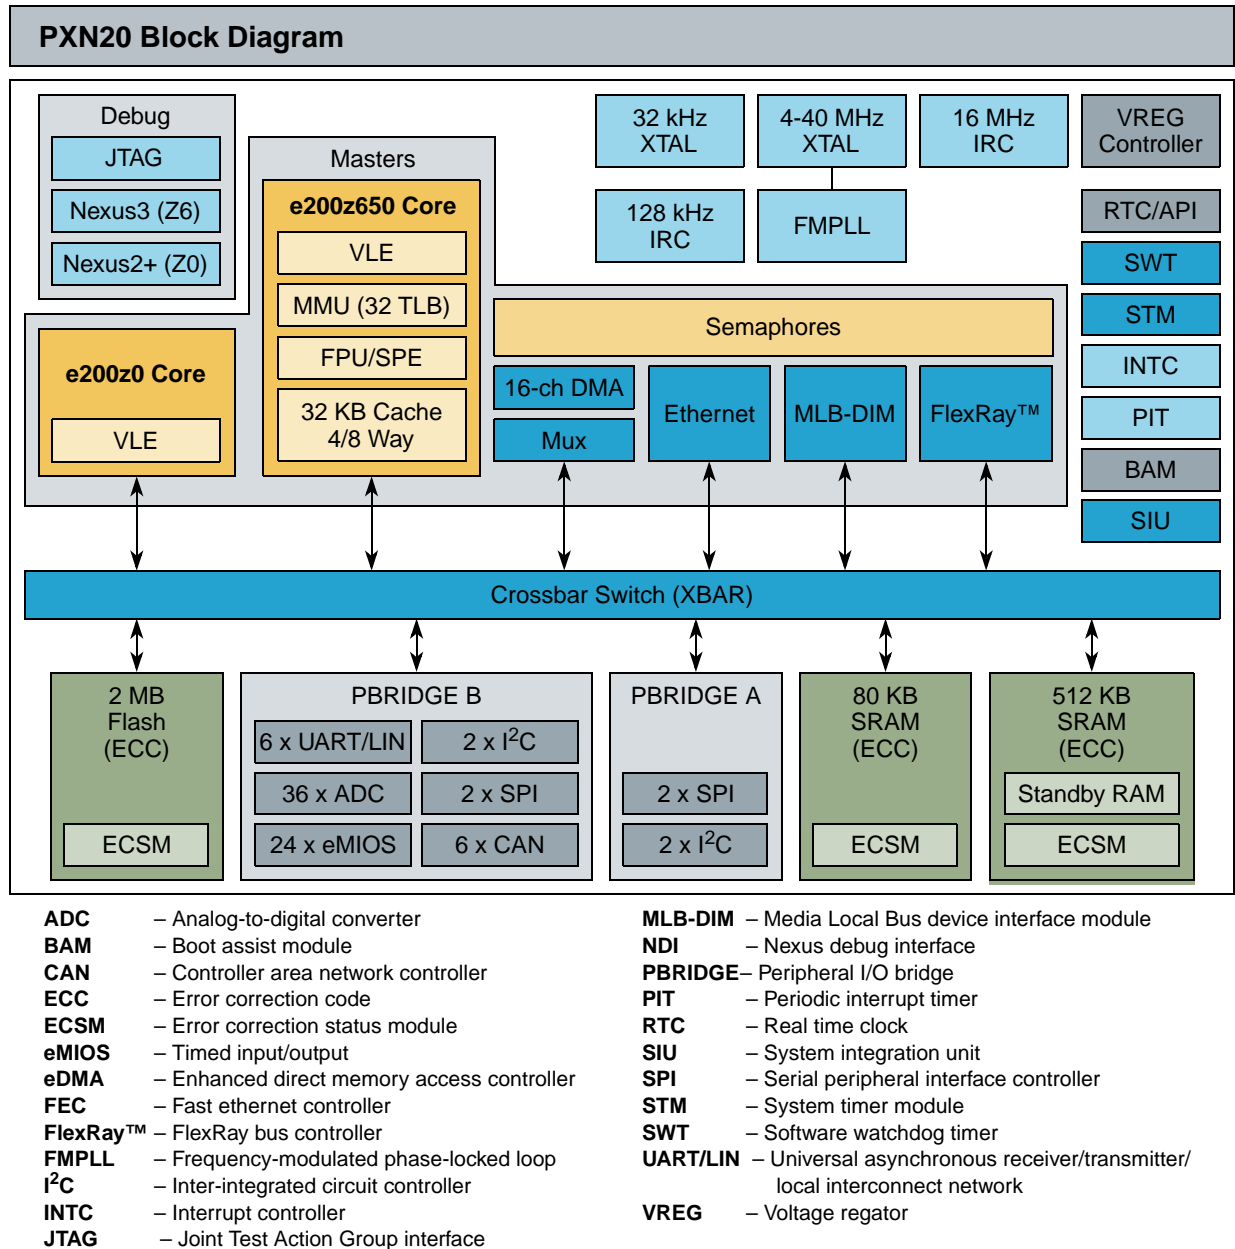 PXN20 Block Diagram
Debug
JTAG
Nexus3 (Z6)
Nexus2+ (Z0)
Masters
e200z650 Core
VLE
MMU (32 TLB)
FPU/SPE
32 KB Cache
4/8 Way
e200z0 Core
VLE
32 kHz
XTAL
4-40 MHz
XTAL
16 MHz
IRC
128 kHz
IRC
FMPLL
VREG
Controller
RTC/API
SWT
STM
INTC
PIT
BAM
SIU
Semaphores
16-ch DMA
Mux
Ethernet
MLB-DIM
FlexRay™
Crossbar Switch (XBAR)
2 MB
Flash
(ECC)
ECSM
PBRIDGE B
6 x UART/LIN
2 x I²C
36 x ADC
2 x SPI
24 x eMIOS
6 x CAN
PBRIDGE A
2 x SPI
2 x I²C
80 KB
SRAM
(ECC)
ECSM
512 KB
SRAM
(ECC)
Standby RAM
ECSM
ADC – Analog-to-digital converter
BAM – Boot assist module
CAN – Controller area network controller
ECC – Error correction code
ECSM – Error correction status module
eMIOS – Timed input/output
eDMA – Enhanced direct memory access controller
FEC – Fast ethernet controller
FlexRay™ – FlexRay bus controller
FMPLL – Frequency-modulated phase-locked loop
I²C – Inter-integrated circuit controller
INTC – Interrupt controller
JTAG – Joint Test Action Group interface
MLB-DIM – Media Local Bus device interface module
NDI – Nexus debug interface
PBRIDGE– Peripheral I/O bridge
PIT – Periodic interrupt timer
RTC – Real time clock
SIU – System integration unit
SPI – Serial peripheral interface controller
STM – System timer module
SWT – Software watchdog timer
UART/LIN – Universal asynchronous receiver/transmitter/
local interconnect network
VREG – Voltage regator